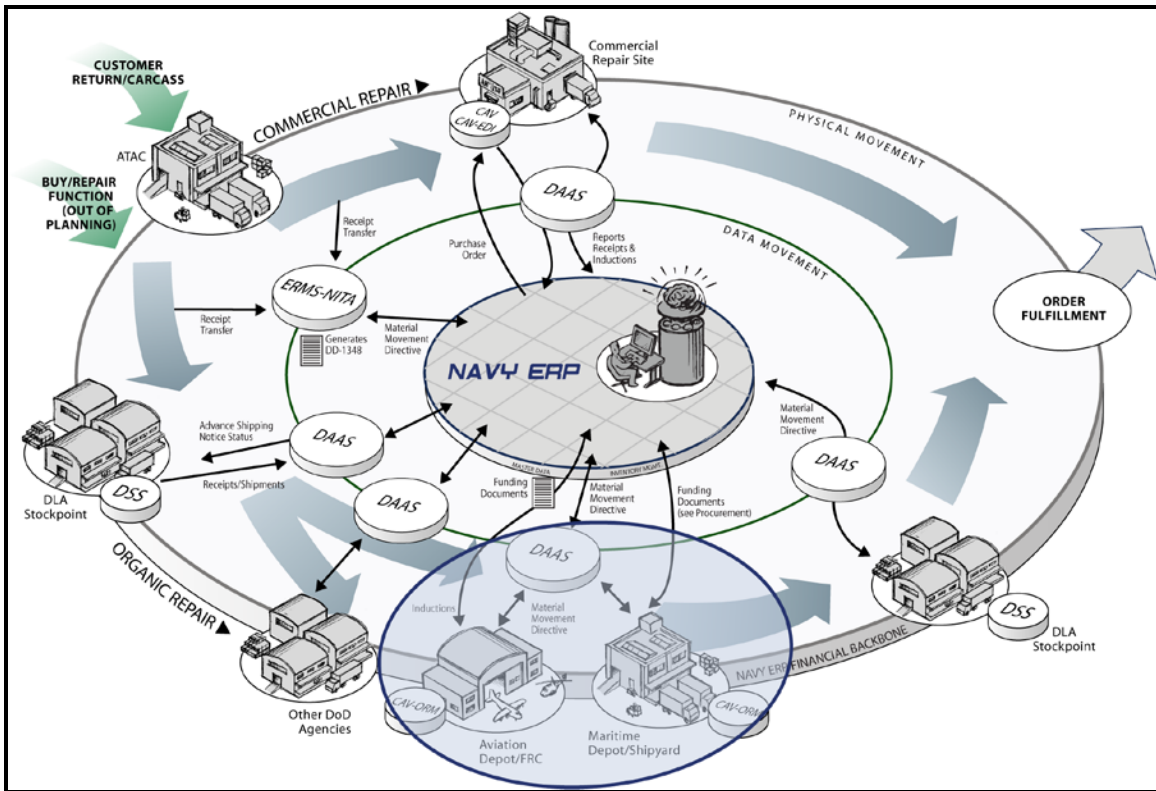 CUSTOMER
RETURN/CARCASS
COMMERCIAL REPAIR
Commercial
Repair Site
CAV
CAV-EDI
PHYSICAL MOVEMENT
ATAC
BUY/REPAIR
FUNCTION
(OUT OF
PLANNING)
DAAS
Receipt
Transfer
Purchase
Order
Reports
Receipts &
Inductions
DATA MOVEMENT
ERMS-NITA
ORDER
FULFILLMENT
Receipt
Transfer
Generates
DD-1348
Material
Movement
Directive
NAVY ERP
Advance Shipping
Notice Status
DAAS
Receipts/Shipments
DLA
Stockpoint
DSS
DAAS
MASTER DATA
INVENTORY MGMT.
Funding
Documents
Material
Movement
Directive
Funding
Documents
(see Procurement)
Material
Movement
Directive
DAAS
DAAS
ORGANIC REPAIR
Inductions
Material
Movement
Directive
NAVY ERP FINANCIAL BACKBONE
DSS
DLA
Stockpoint
Other DoD
Agencies
CAV-ORM
Aviation
Depot/FRC
Maritime
Depot/Shipyard
CAV-ORM